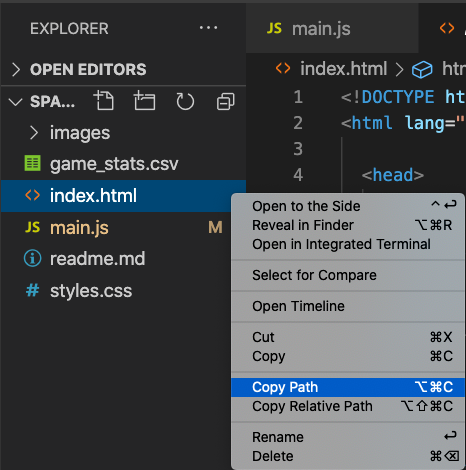 EXPLORER ...
JS main.js
OPEN EDITORS
SPA...
index.html
1 <!DOCTYPE ht
2 <html lang="
3
4 <head>
images
game_stats.csv
index.html
JS main.js M
readme.md
# styles.css
Open to the Side ⌃↩
Reveal in Finder ⌥⌘R
Open in Integrated Terminal
Select for Compare
Open Timeline
Cut ⌘X
Copy ⌘C
Copy Path ⌥⌘C
Copy Relative Path ⌥⇧⌘C
Rename ↩
Delete ⌘⌫